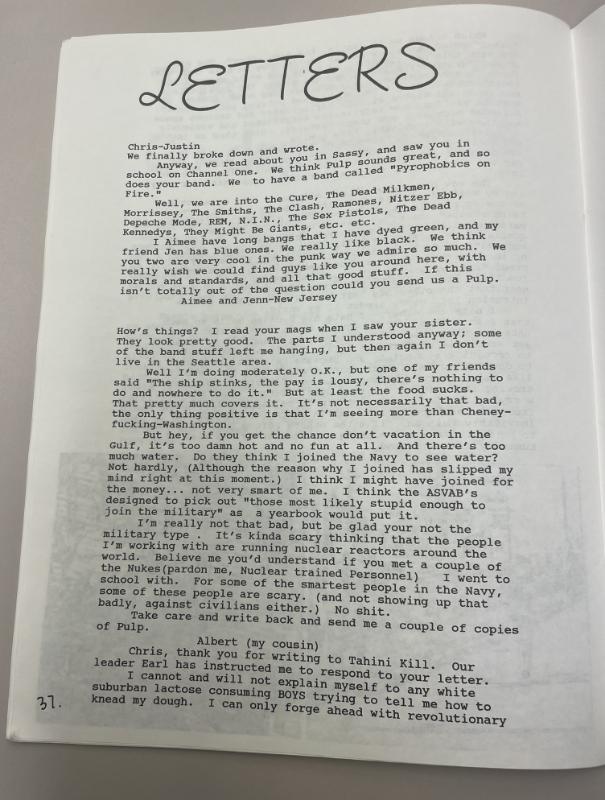 LETTERS
Chris-Justin
We finally broke down and wrote.
Anyway, we read about you in Sassy, and saw you in
school on Channel One. We think Pulp sounds great, and so
does your band. We to have a band called "Pyrophobics on
Fire."
Well, we are into the Cure, The Dead Milkmen,
Morrissey, The Smiths, The Clash, Ramones, Nitzer Ebb,
Depeche Mode, REM, N.I.N., The Sex Pistols, The Dead
Kennedys, They Might Be Giants, etc. etc.
I Aimee have long bangs that I have dyed green, and my
friend Jen has blue ones. We really like black. We think
you two are very cool in the punk way we admire so much. We
really wish we could find guys like you around here, with
morals and standards, and all that good stuff. If this
isn't totally out of the question could you send us a Pulp.
Aimee and Jenn-New Jersey
How's things? I read your mags when I saw your sister.
They look pretty good. The parts I understood anyway; some
of the band stuff left me hanging, but then again I don't
live in the Seattle area.
Well I'm doing moderately O.K., but one of my friends
said "The ship stinks, the pay is lousy, there's nothing to
do and nowhere to do it." But at least the food sucks.
That pretty much covers it. It's not necessarily that bad,
the only thing positive is that I'm seeing more than Cheney-
fucking-Washington.
But hey, if you get the chance don't vacation in the
Gulf, it's too damn hot and no fun at all. And there's too
much water. Do they think I joined the Navy to see water?
Not hardly, (Although the reason why I joined has slipped my
mind right at this moment.) I think I might have joined for
the money... not very smart of me. I think the ASVAB's
designed to pick out "those most likely stupid enough to
join the military" as a yearbook would put it.
I'm really not that bad, but be glad your not the
military type . It's kinda scary thinking that the people
I'm working with are running nuclear reactors around the
world. Believe me you'd understand if you met a couple of
the Nukes(pardon me, Nuclear trained Personnel) I went to
school with. For some of the smartest people in the Navy,
some of these people are scary. (and not showing up that
badly, against civilians either.) No shit.
Take care and write back and send me a couple of copies
of Pulp.
Albert (my cousin)
Chris, thank you for writing to Tahini Kill. Our
leader Earl has instructed me to respond to your letter.
I cannot and will not explain myself to any white
suburban lactose consuming BOYS trying to tell me how to
knead my dough. I can only forge ahead with revolutionary
37.